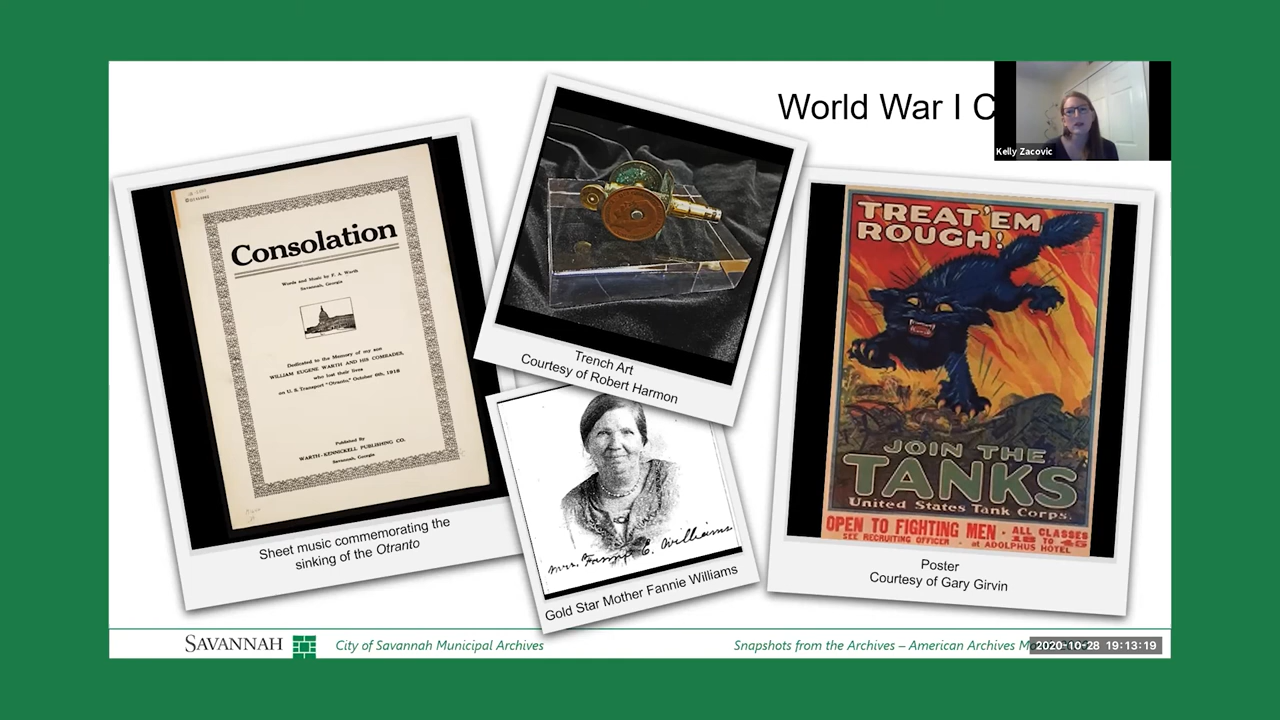 World War I C
Kelly Zacovic
Consolation
Words and Music by F. A. Warth
Savannah, Georgia
Dedicated to the Memory of my son
WILLIAM EUGENE WARTH AND HIS COMRADES,
who lost their lives
on U. S. Transport "Otranto," October 6th, 1918
Published By
WARTH-KENNICKELL PUBLISHING CO.
Savannah, Georgia
Sheet music commemorating the
sinking of the Otranto
Trench Art
Courtesy of Robert Harmon
Mrs. Fannie C. Williams
Gold Star Mother Fannie Williams
TREAT 'EM
ROUGH!
JOIN THE
TANKS
United States Tank Corps.
OPEN TO FIGHTING MEN - ALL CLASSES
18 TO 45
SEE RECRUITING OFFICER - at ADOLPHUS HOTEL
Poster
Courtesy of Gary Girvin
SAVANNAH
City of Savannah Municipal Archives
Snapshots from the Archives – American Archives
2020-10-28 19:13:19